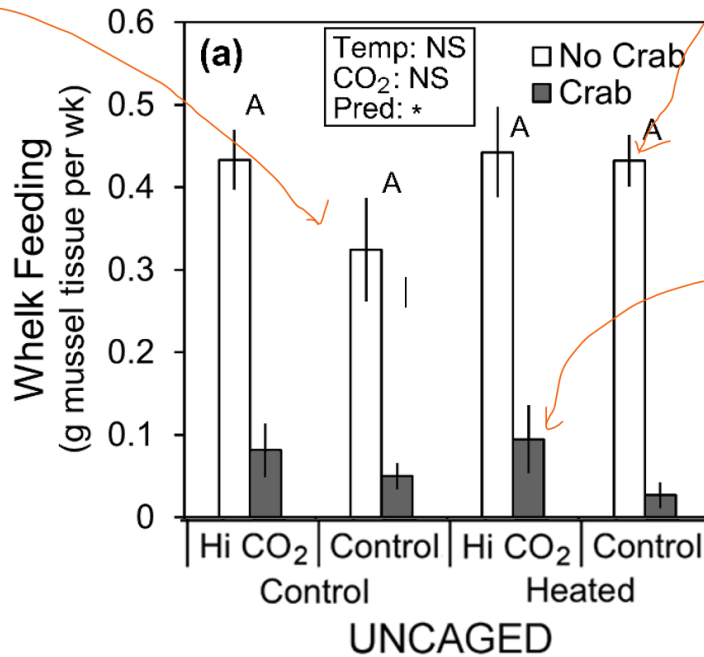 0.6
(a)
Temp: NS
CO₂: NS
Pred: *
No Crab
Crab
A
A
A
A
0.5
0.4
0.3
0.2
0.1
0
Whelk Feeding
(g mussel tissue per wk)
Hi CO₂ Control Hi CO₂ Control
Control Heated
UNCAGED